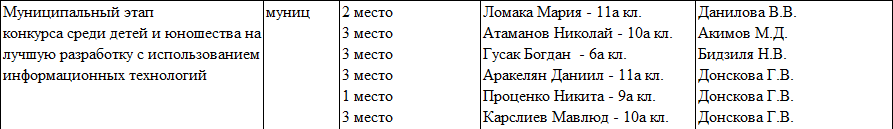 Муниципальный этап муниц 2 место Ломака Мария - 11а кл. Данилова В.В.
конкурса среди детей и юношества на 3 место Атаманов Николай - 10а кл. Акимов М.Д.
лучшую разработку с использованием 3 место Гусак Богдан - 6а кл. Бидзиля Н.В.
информационных технологий 3 место Аракелян Даниил - 11а кл. Донскова Г.В.
1 место Проценко Никита - 9а кл. Донскова Г.В.
3 место Карслиев Мавлюд - 10а кл. Донскова Г.В.